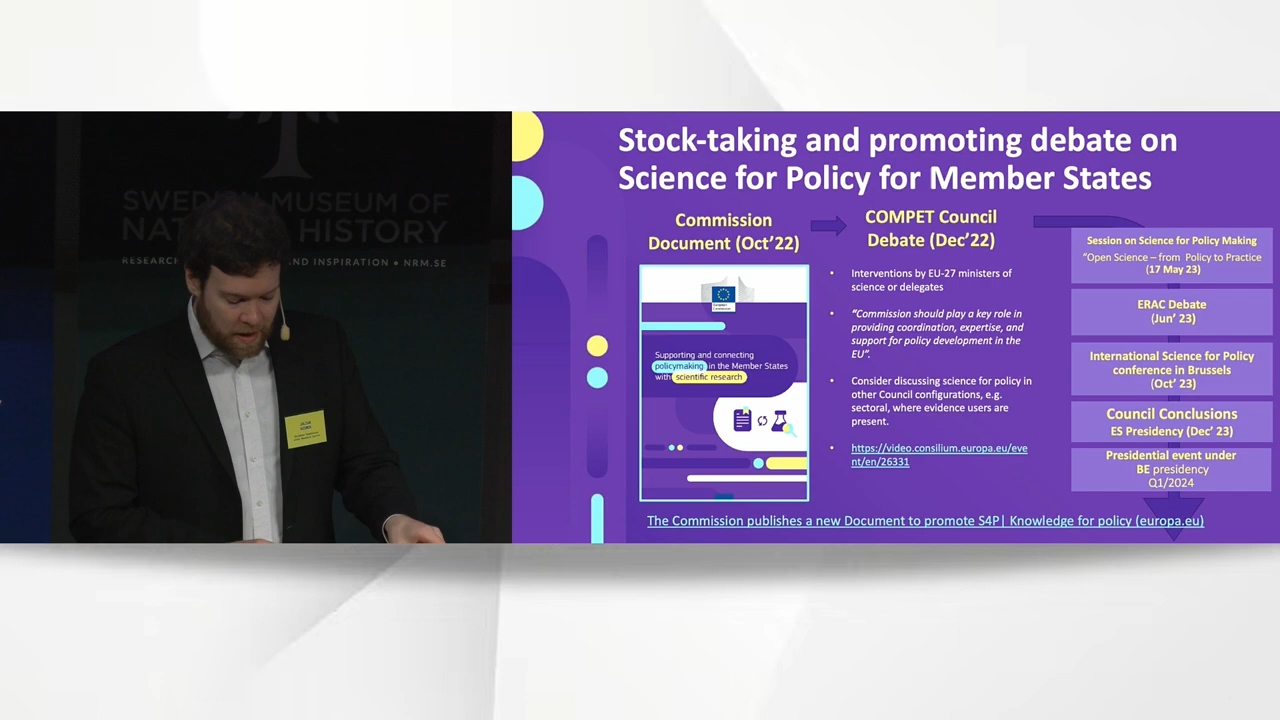 SWEDISH MUSEUM OF
NATURAL HISTORY
RESEARCH AND INSPIRATION • NRM.SE
Stock-taking and promoting debate on
Science for Policy for Member States
Commission
Document (Oct'22)
COMPET Council
Debate (Dec'22)
Supporting and connecting
policymaking in the Member States
with scientific research
• Interventions by EU-27 ministers of
science or delegates
• "Commission should play a key role in
providing coordination, expertise, and
support for policy development in the
EU".
• Consider discussing science for policy in
other Council configurations, e.g.
sectoral, where evidence users are
present.
• https://video.consilium.europa.eu/eve
nt/en/26331
Session on Science for Policy Making
"Open Science – from Policy to Practice
(17 May 23)
ERAC Debate
(Jun' 23)
International Science for Policy
conference in Brussels
(Oct' 23)
Council Conclusions
ES Presidency (Dec' 23)
Presidential event under
BE presidency
Q1/2024
The Commission publishes a new Document to promote S4P| Knowledge for policy (europa.eu)